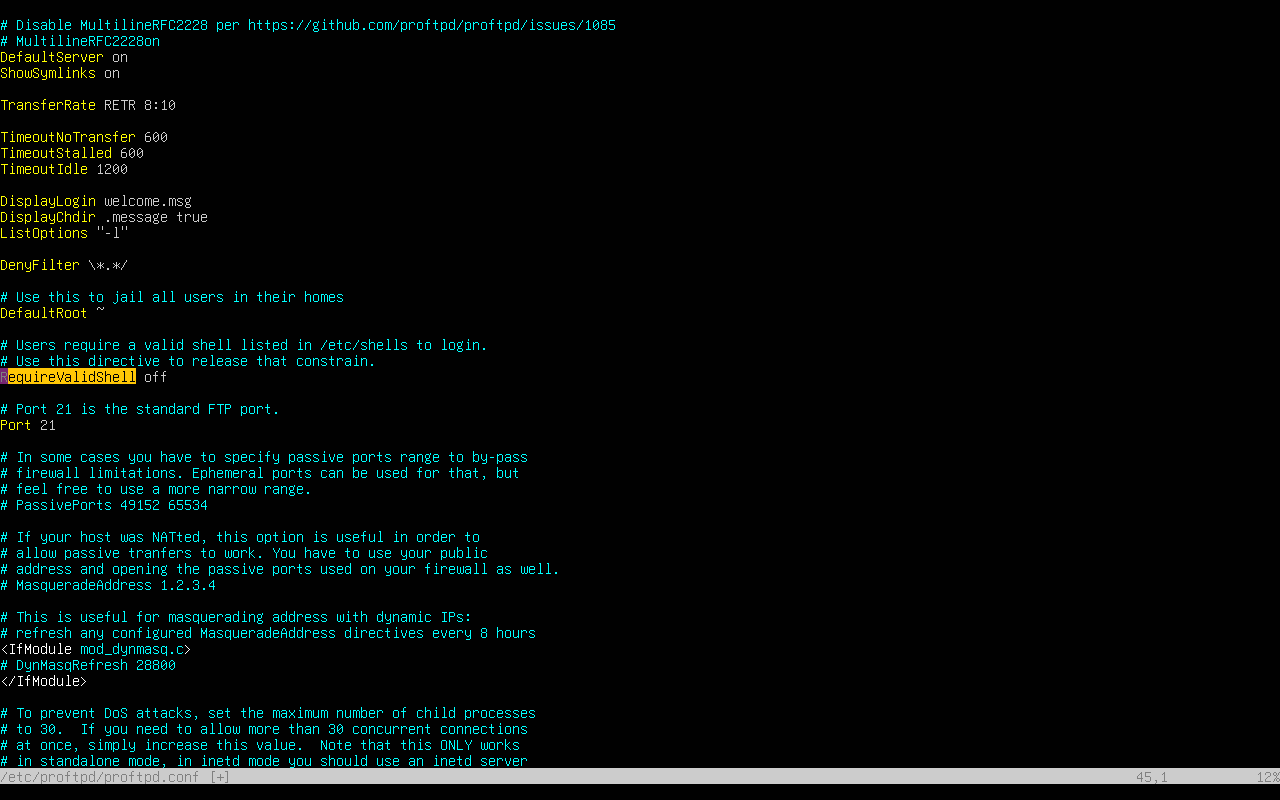 # Disable MultilineRFC2228 per https://github.com/proftpd/proftpd/issues/1085
# MultilineRFC2228on
DefaultServer on
ShowSymlinks on
TransferRate RETR 8:10
TimeoutNoTransfer 600
TimeoutStalled 600
TimeoutIdle 1200
DisplayLogin welcome.msg
DisplayChdir .message true
ListOptions "-l"
DenyFilter \*.*/
# Use this to jail all users in their homes
DefaultRoot ~
# Users require a valid shell listed in /etc/shells to login.
# Use this directive to release that constrain.
RequireValidShell off
# Port 21 is the standard FTP port.
Port 21
# In some cases you have to specify passive ports range to by-pass
# firewall limitations. Ephemeral ports can be used for that, but
# feel free to use a more narrow range.
# PassivePorts 49152 65534
# If your host was NATted, this option is useful in order to
# allow passive tranfers to work. You have to use your public
# address and opening the passive ports used on your firewall as well.
# MasqueradeAddress 1.2.3.4
# This is useful for masquerading address with dynamic IPs:
# refresh any configured MasqueradeAddress directives every 8 hours
<IfModule mod_dynmasq.c>
# DynMasqRefresh 28800
</IfModule>
# To prevent DoS attacks, set the maximum number of child processes
# to 30.  If you need to allow more than 30 concurrent connections
# at once, simply increase this value.  Note that this ONLY works
# in standalone mode, in inetd mode you should use an inetd server
/etc/proftpd/proftpd.conf [+] 45,1 12%